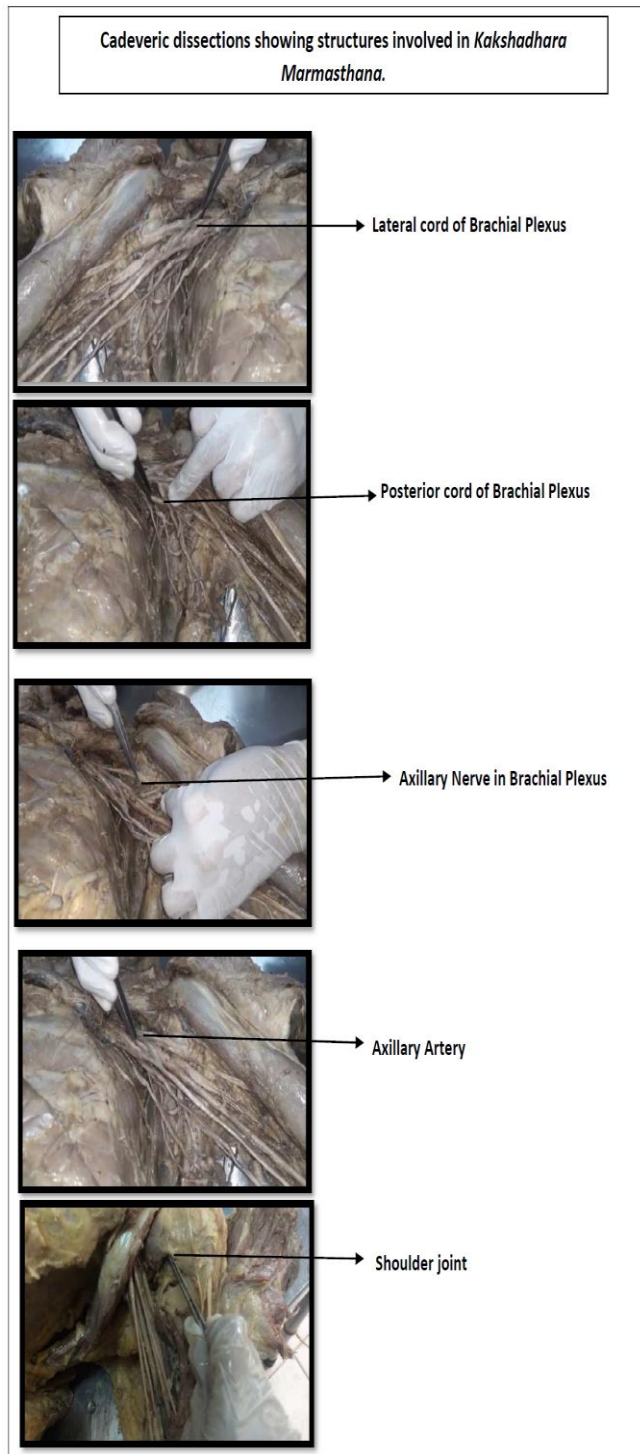 Cadeveric dissections showing structures involved in Kakshadhara
Marmasthana.
Lateral cord of Brachial Plexus
Posterior cord of Brachial Plexus
Axillary Nerve in Brachial Plexus
Axillary Artery
Shoulder joint